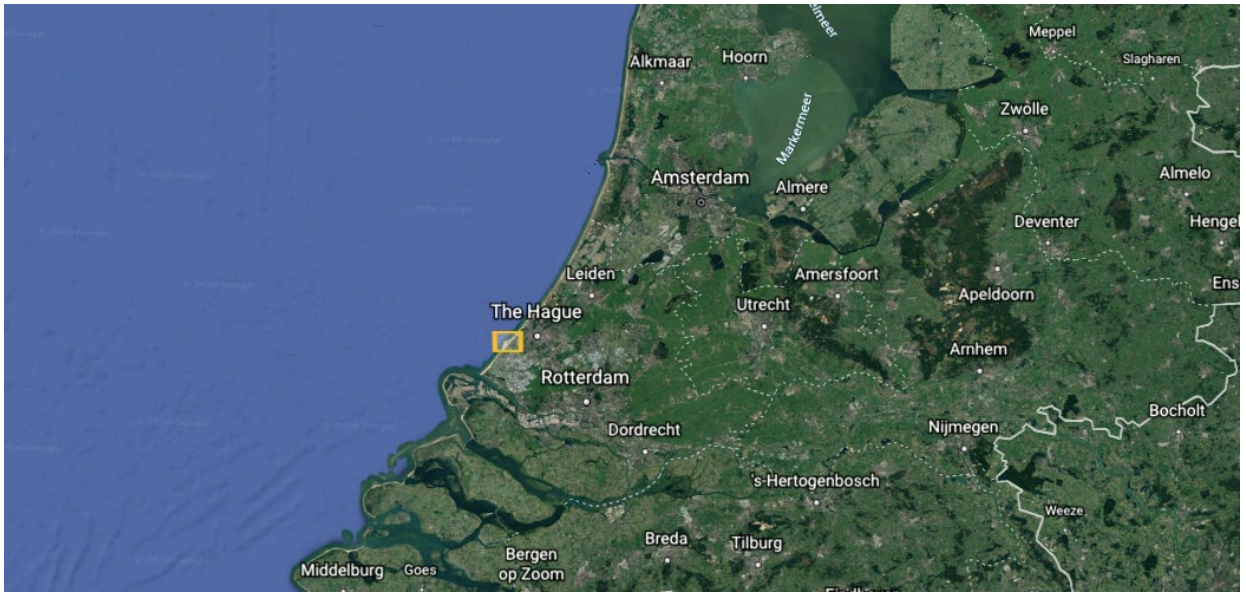 elmeer
Meppel
Alkmaar
Hoorn
Slagharen
Markermeer
Zwolle
Amsterdam
Almere
Almelo
Deventer
Hengel
Leiden
Amersfoort
Apeldoorn
Ens
The Hague
Utrecht
Arnhem
Rotterdam
Bocholt
Dordrecht
Nijmegen
's-Hertogenbosch
Weeze
Breda
Tilburg
Bergen
op Zoom
Middelburg
Goes